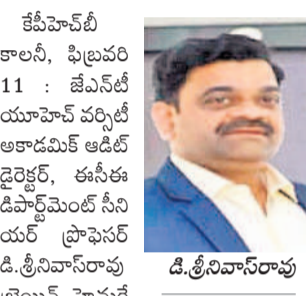 కేపీహెచ్‌బీ
కాలనీ, ఫిబ్రవరి
11 : జేఎన్‌టీ
యూహెచ్ వర్సిటీ
అకాడమిక్ ఆడిట్
డైరెక్టర్, ఈసీఈ
డిపార్ట్‌మెంట్ సీని
యర్ ప్రొఫెసర్
డి.శ్రీనివాస్‌రావు
డి.శ్రీనివాస్‌రావు